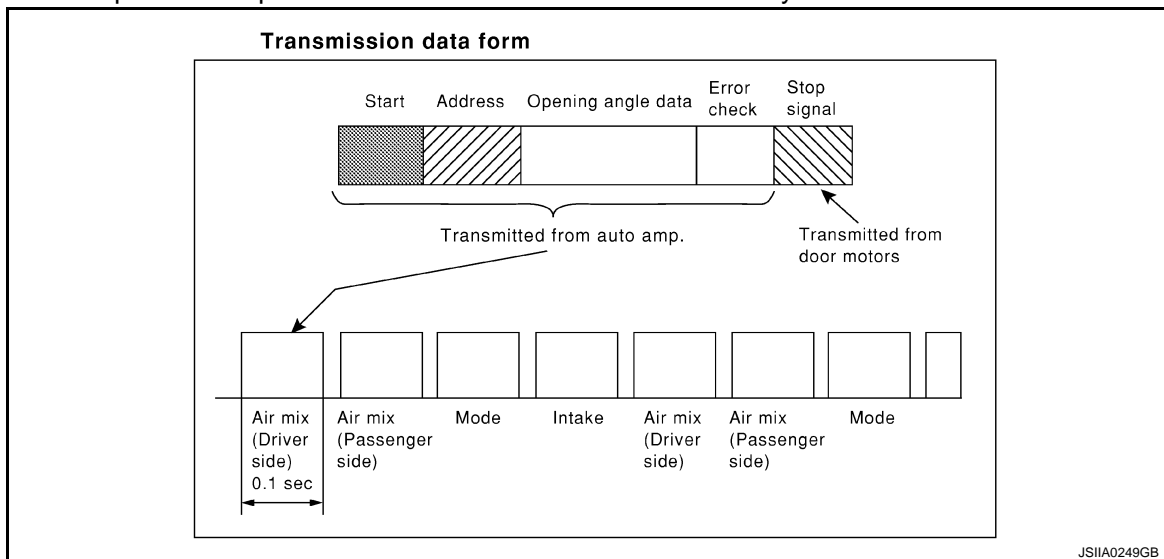 Transmission data form
Start Address Opening angle data Error check Stop signal
Transmitted from auto amp.
Transmitted from
door motors
Air mix
(Driver
side)
0.1 sec
Air mix
(Passenger
side)
Mode
Intake
Air mix
(Driver
side)
Air mix
(Passenger
side)
Mode
JSIIA0249GB